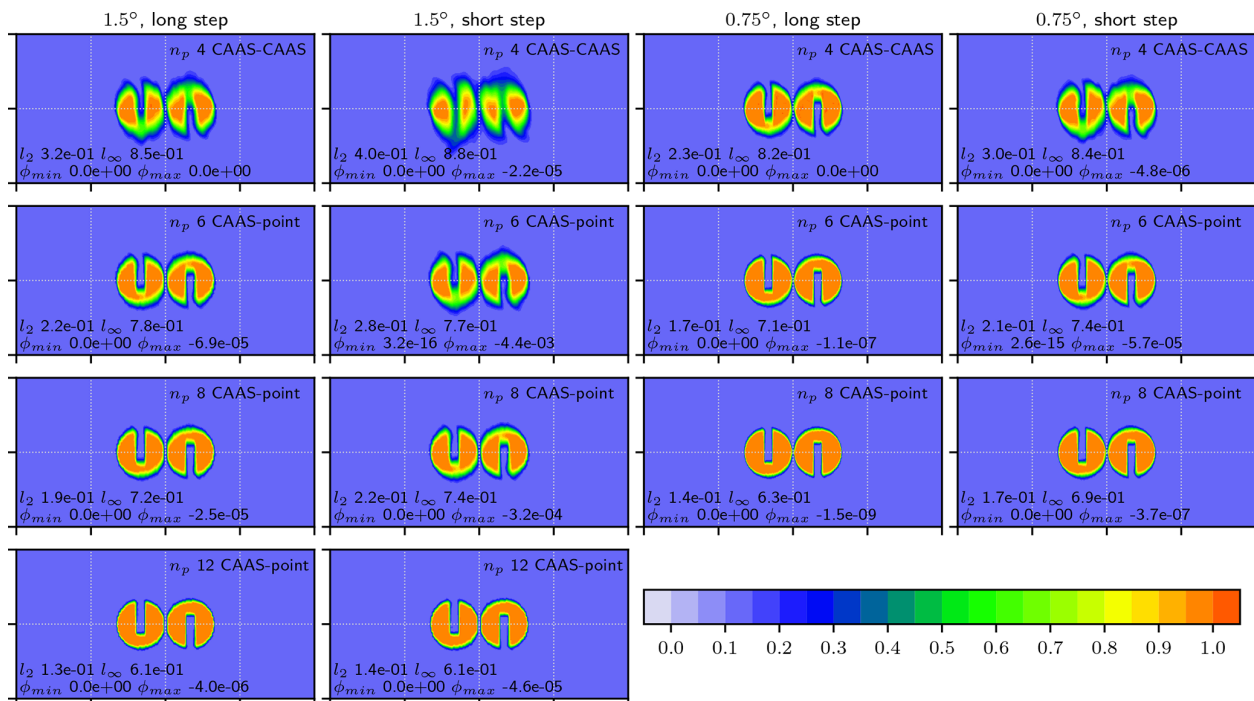 1.5°, long step
1.5°, short step
0.75°, long step
0.75°, short step
n_p 4 CAAS-CAAS
l_2 3.2e-01 l_∞ 8.5e-01
ϕ_min 0.0e+00 ϕ_max 0.0e+00
n_p 4 CAAS-CAAS
l_2 4.0e-01 l_∞ 8.8e-01
ϕ_min 0.0e+00 ϕ_max -2.2e-05
n_p 4 CAAS-CAAS
l_2 2.3e-01 l_∞ 8.2e-01
ϕ_min 0.0e+00 ϕ_max 0.0e+00
n_p 4 CAAS-CAAS
l_2 3.0e-01 l_∞ 8.4e-01
ϕ_min 0.0e+00 ϕ_max -4.8e-06
n_p 6 CAAS-point
l_2 2.2e-01 l_∞ 7.8e-01
ϕ_min 0.0e+00 ϕ_max -6.9e-05
n_p 6 CAAS-point
l_2 2.8e-01 l_∞ 7.7e-01
ϕ_min 3.2e-16 ϕ_max -4.4e-03
n_p 6 CAAS-point
l_2 1.7e-01 l_∞ 7.1e-01
ϕ_min 0.0e+00 ϕ_max -1.1e-07
n_p 6 CAAS-point
l_2 2.1e-01 l_∞ 7.4e-01
ϕ_min 2.6e-15 ϕ_max -5.7e-05
n_p 8 CAAS-point
l_2 1.9e-01 l_∞ 7.2e-01
ϕ_min 0.0e+00 ϕ_max -2.5e-05
n_p 8 CAAS-point
l_2 2.2e-01 l_∞ 7.4e-01
ϕ_min 0.0e+00 ϕ_max -3.2e-04
n_p 8 CAAS-point
l_2 1.4e-01 l_∞ 6.3e-01
ϕ_min 0.0e+00 ϕ_max -1.5e-09
n_p 8 CAAS-point
l_2 1.7e-01 l_∞ 6.9e-01
ϕ_min 0.0e+00 ϕ_max -3.7e-07
n_p 12 CAAS-point
l_2 1.3e-01 l_∞ 6.1e-01
ϕ_min 0.0e+00 ϕ_max -4.0e-06
n_p 12 CAAS-point
l_2 1.4e-01 l_∞ 6.1e-01
ϕ_min 0.0e+00 ϕ_max -4.6e-05
0.0 0.1 0.2 0.3 0.4 0.5 0.6 0.7 0.8 0.9 1.0